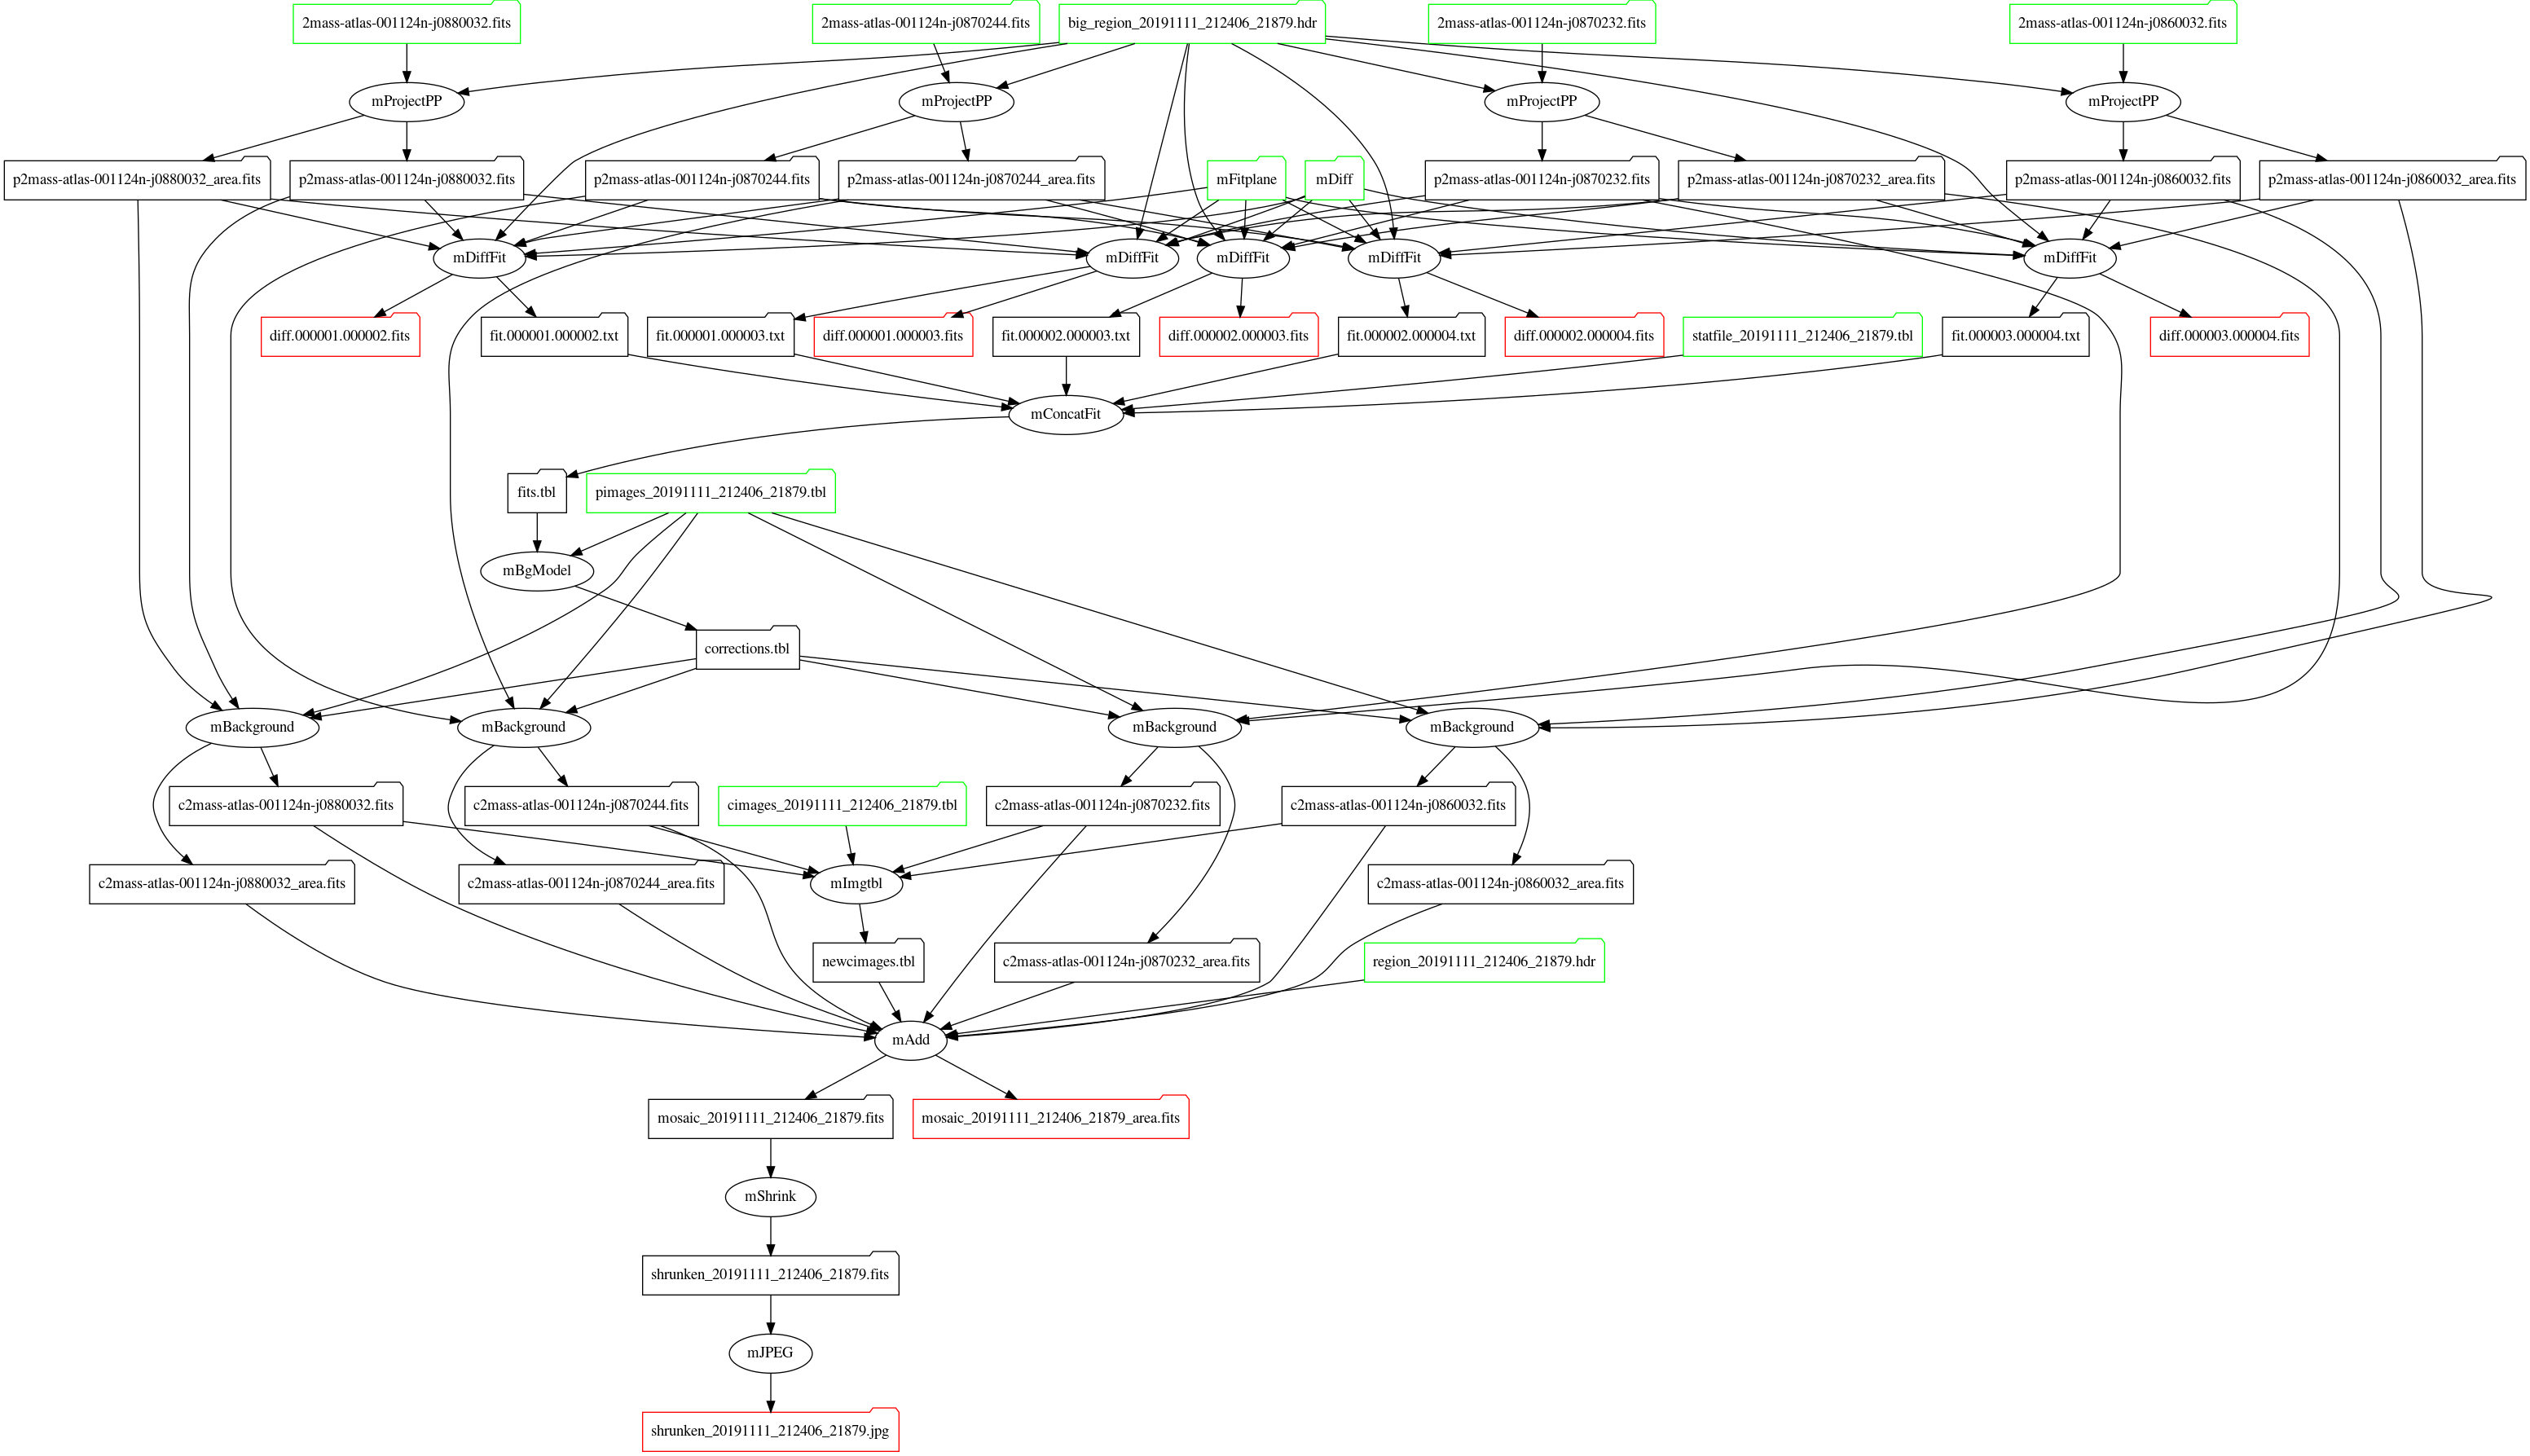 2mass-atlas-001124n-j0880032.fits
2mass-atlas-001124n-j0870244.fits
big_region_20191111_212406_21879.hdr
2mass-atlas-001124n-j0870232.fits
2mass-atlas-001124n-j0860032.fits
mProjectPP
mProjectPP
mProjectPP
mProjectPP
p2mass-atlas-001124n-j0880032_area.fits
p2mass-atlas-001124n-j0880032.fits
p2mass-atlas-001124n-j0870244.fits
p2mass-atlas-001124n-j0870244_area.fits
mFitplane
mDiff
p2mass-atlas-001124n-j0870232.fits
p2mass-atlas-001124n-j0870232_area.fits
p2mass-atlas-001124n-j0860032.fits
p2mass-atlas-001124n-j0860032_area.fits
mDiffFit
mDiffFit
mDiffFit
mDiffFit
mDiffFit
diff.000001.000002.fits
fit.000001.000002.txt
fit.000001.000003.txt
diff.000001.000003.fits
fit.000002.000003.txt
diff.000002.000003.fits
fit.000002.000004.txt
diff.000002.000004.fits
statfile_20191111_212406_21879.tbl
fit.000003.000004.txt
diff.000003.000004.fits
mConcatFit
fits.tbl
pimages_20191111_212406_21879.tbl
mBgModel
corrections.tbl
mBackground
mBackground
mBackground
mBackground
c2mass-atlas-001124n-j0880032.fits
c2mass-atlas-001124n-j0870244.fits
cimages_20191111_212406_21879.tbl
c2mass-atlas-001124n-j0870232.fits
c2mass-atlas-001124n-j0860032.fits
c2mass-atlas-001124n-j0880032_area.fits
c2mass-atlas-001124n-j0870244_area.fits
mImgtbl
c2mass-atlas-001124n-j0860032_area.fits
newcimages.tbl
c2mass-atlas-001124n-j0870232_area.fits
region_20191111_212406_21879.hdr
mAdd
mosaic_20191111_212406_21879.fits
mosaic_20191111_212406_21879_area.fits
mShrink
shrunken_20191111_212406_21879.fits
mJPEG
shrunken_20191111_212406_21879.jpg